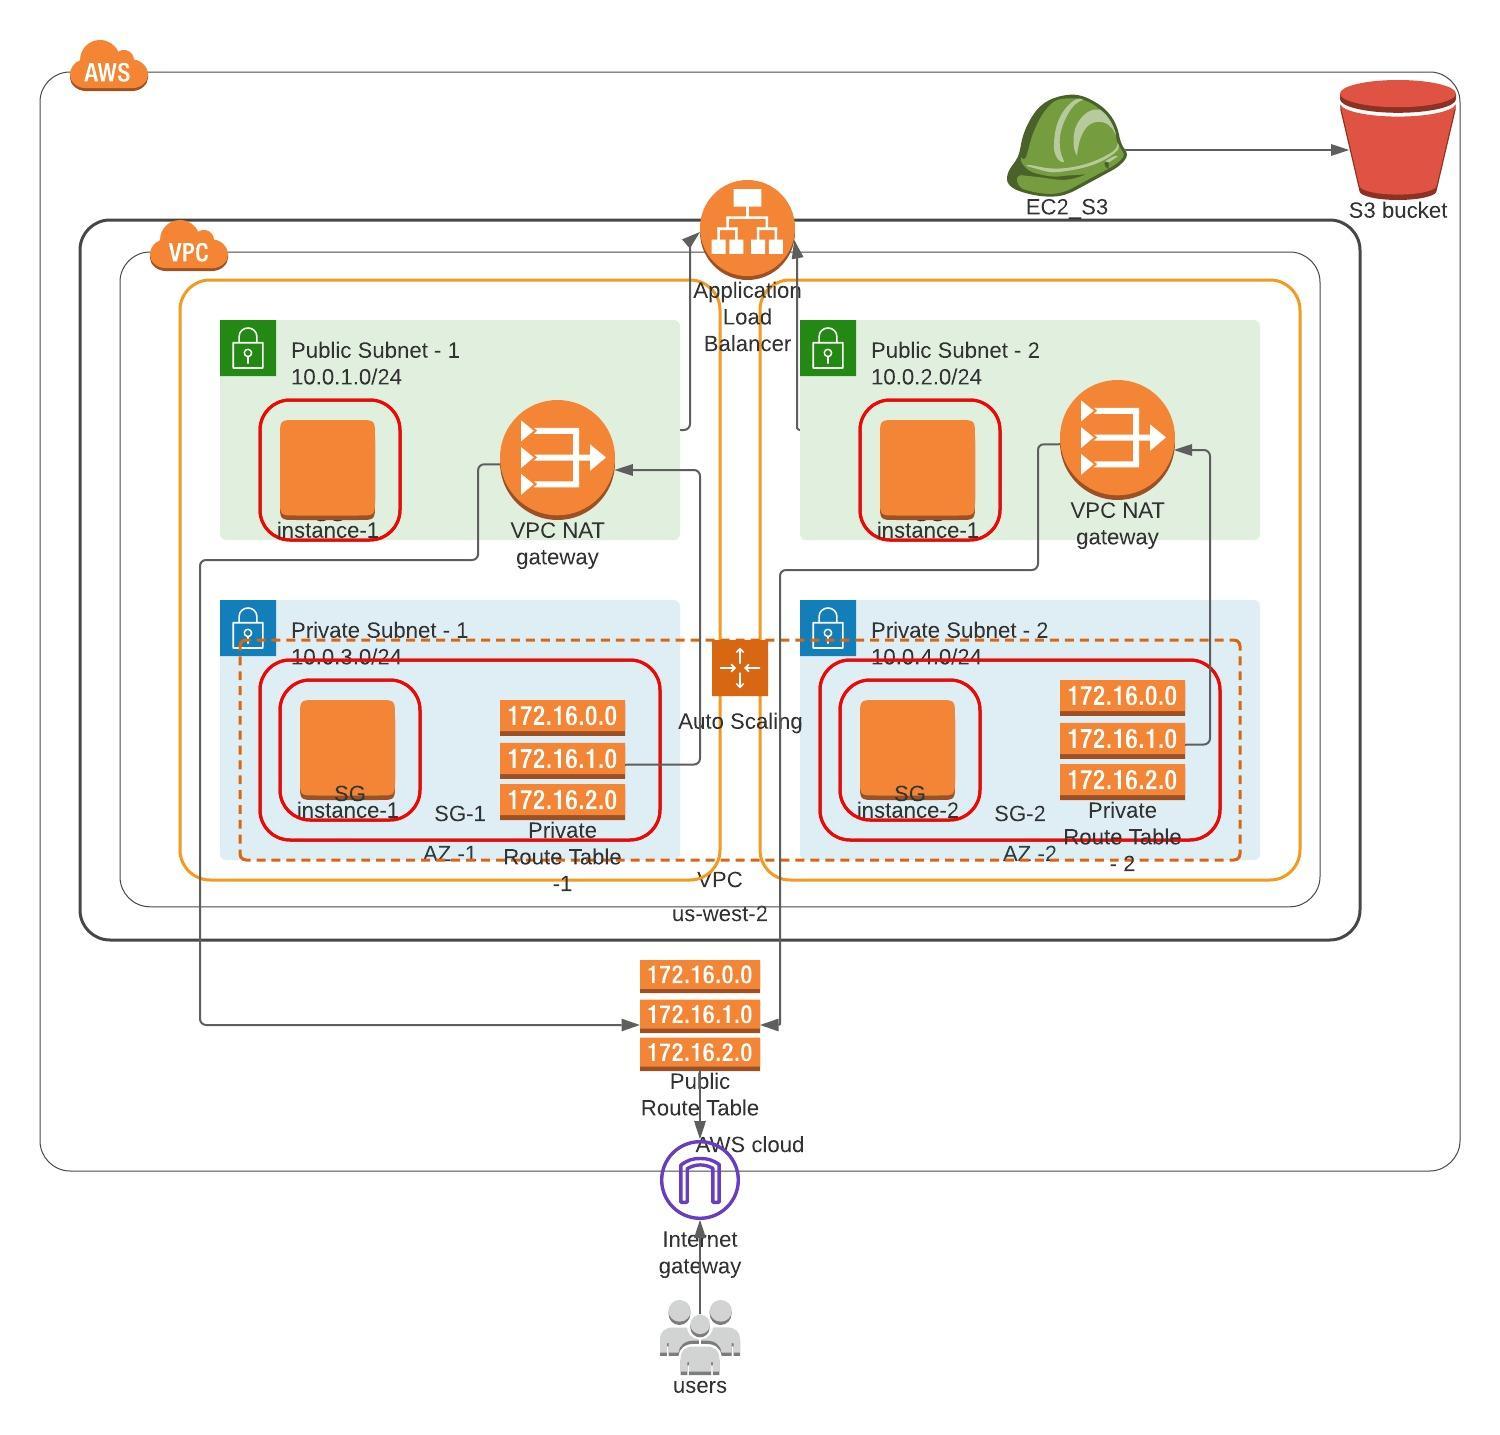 AWS
EC2_S3
S3 bucket
VPC
Application
Load
Balancer
Public Subnet - 1
10.0.1.0/24
Public Subnet - 2
10.0.2.0/24
instance-1
VPC NAT
gateway
instance-1
VPC NAT
gateway
Private Subnet - 1
10.0.3.0/24
Private Subnet - 2
10.0.4.0/24
Auto Scaling
172.16.0.0
172.16.1.0
172.16.2.0
172.16.0.0
172.16.1.0
172.16.2.0
SG
instance-1
SG-1
Private
Route Table
-1
AZ -1
SG
instance-2
SG-2
Private
Route Table
- 2
AZ -2
VPC
us-west-2
172.16.0.0
172.16.1.0
172.16.2.0
Public
Route Table
AWS cloud
Internet
gateway
users